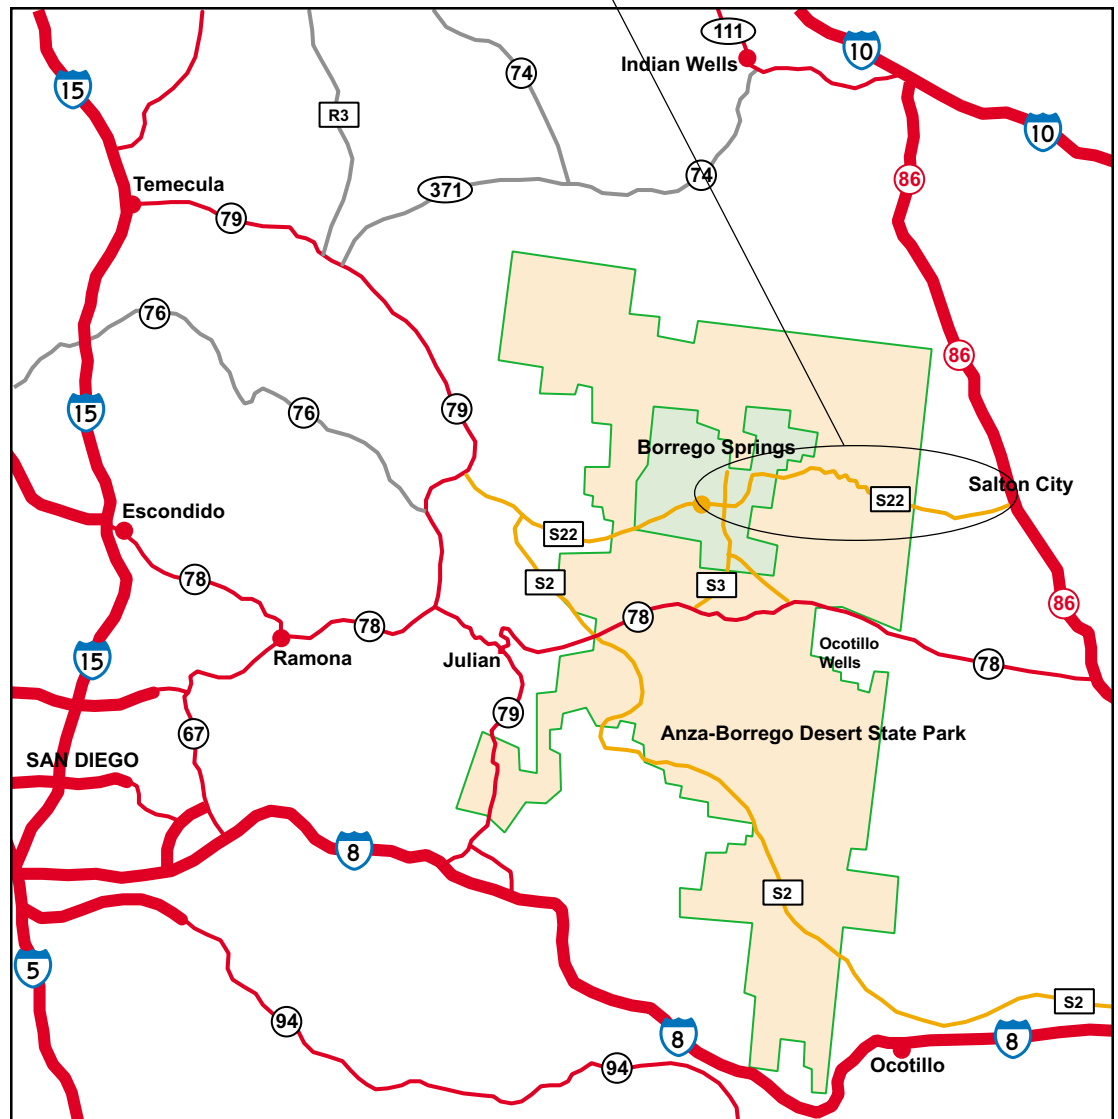 111
10
Indian Wells
74
15
R3
10
74
86
371
Temecula
79
76
86
15
76
79
Borrego Springs
Salton City
S22
Escondido
S22
78
S2
S3
86
78
78
Ocotillo
Wells
15
Ramona
Julian
78
79
67
Anza-Borrego Desert State Park
SAN DIEGO
8
S2
5
S2
94
8
8
Ocotillo
94